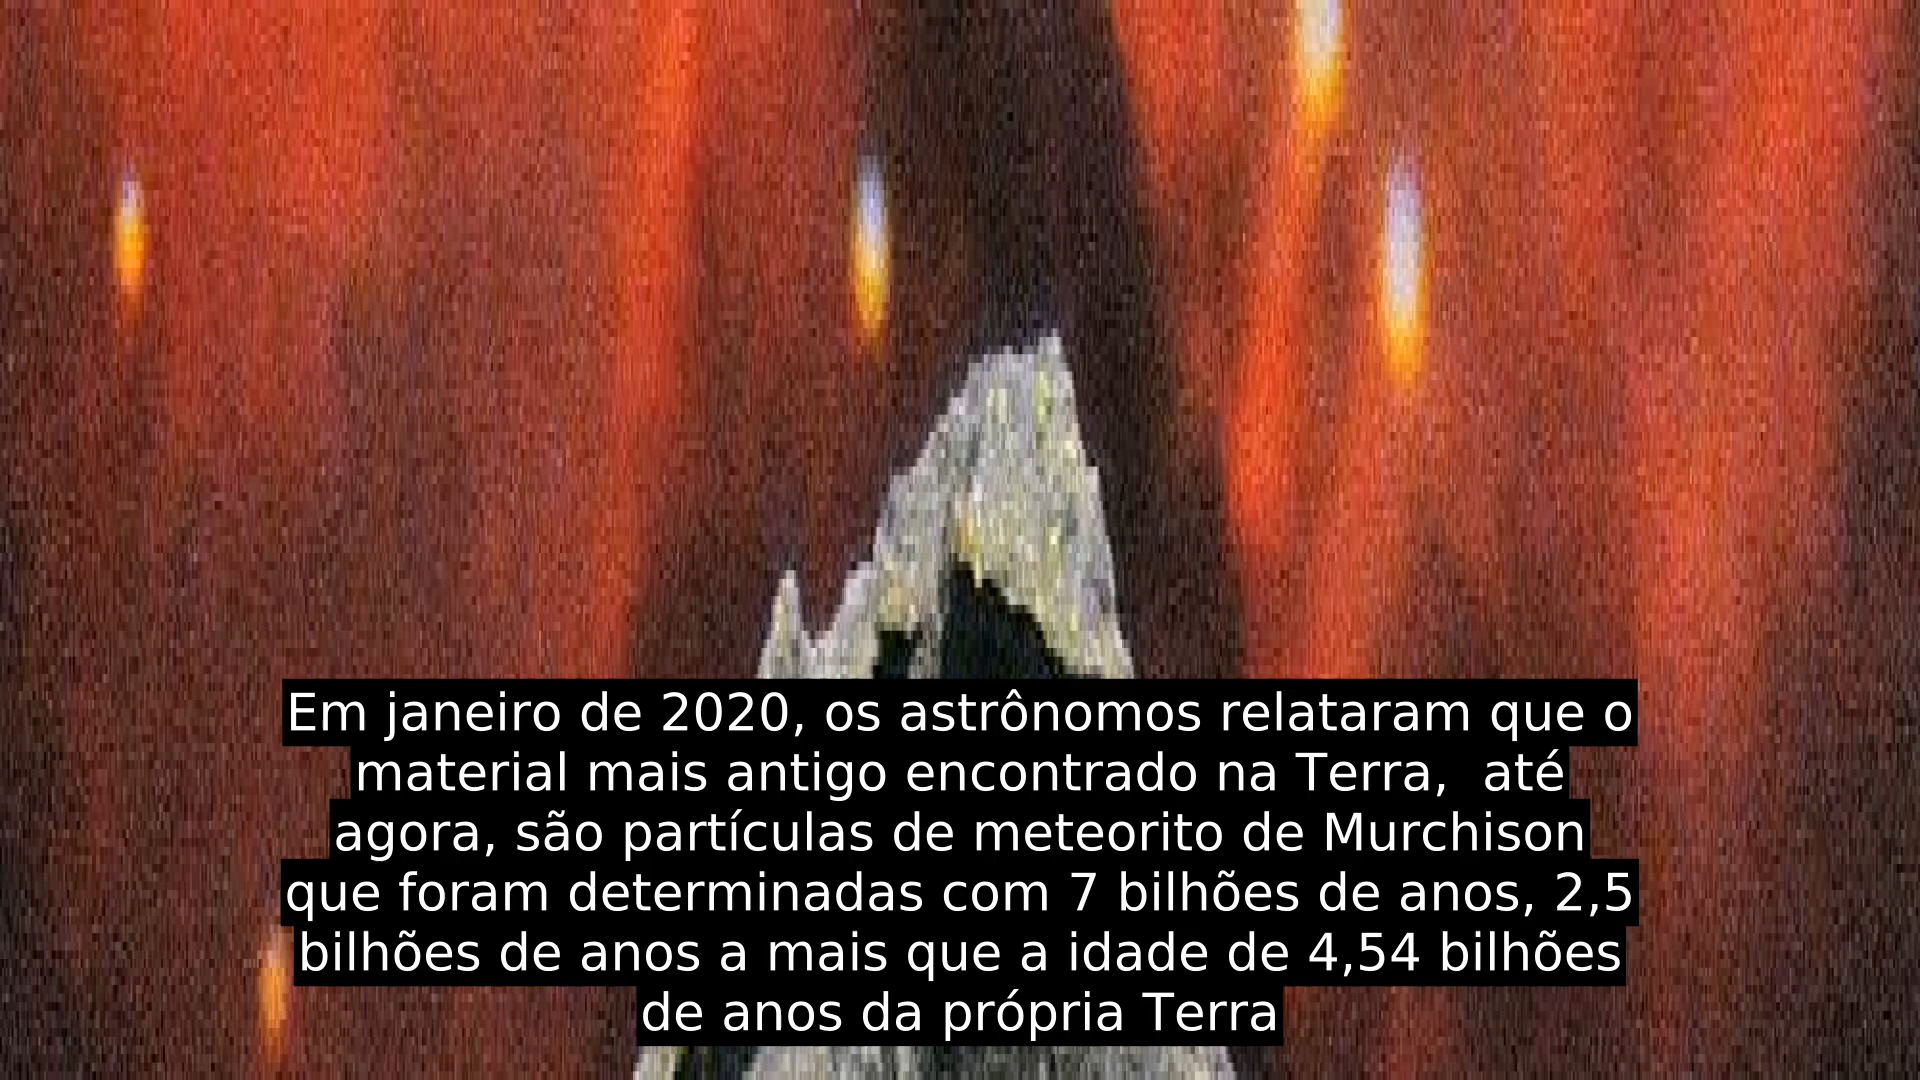 Em janeiro de 2020, os astrônomos relataram que o
material mais antigo encontrado na Terra,  até
agora, são partículas de meteorito de Murchison
que foram determinadas com 7 bilhões de anos, 2,5
bilhões de anos a mais que a idade de 4,54 bilhões
de anos da própria Terra